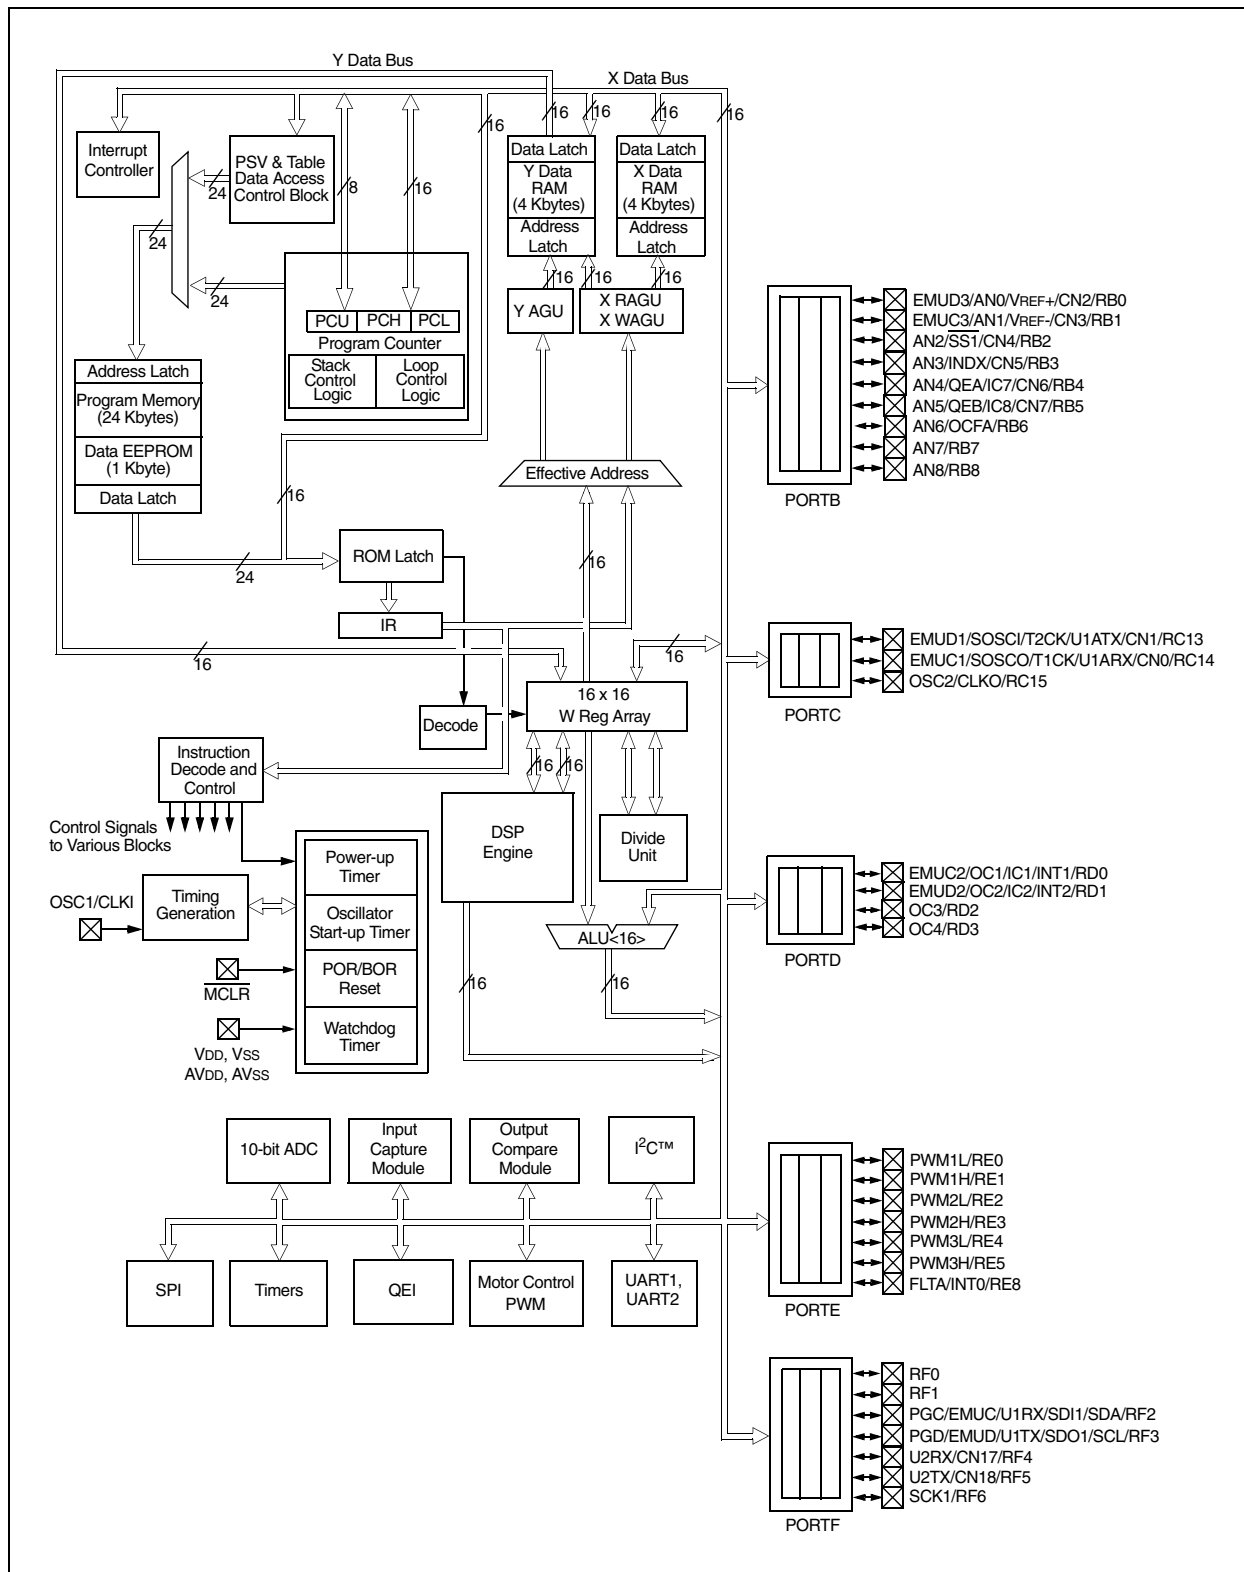 Y Data Bus
X Data Bus
16
16
16
16
16
Interrupt
Controller
PSV & Table
Data Access
Control Block
24
24
24
8
16
Data Latch
Y Data
RAM
(4 Kbytes)
Address
Latch
Data Latch
X Data
RAM
(4 Kbytes)
Address
Latch
16
16
16
Y AGU
X RAGU
X WAGU
PCU
PCH
PCL
Program Counter
Stack
Control
Logic
Loop
Control
Logic
Address Latch
Program Memory
(24 Kbytes)
Data EEPROM
(1 Kbyte)
Data Latch
Effective Address
16
16
24
ROM Latch
IR
16
16
16 x 16
W Reg Array
Decode
Instruction
Decode and
Control
Control Signals
to Various Blocks
16
16
DSP
Engine
Divide
Unit
Power-up
Timer
Oscillator
Start-up Timer
POR/BOR
Reset
Watchdog
Timer
OSC1/CLKI
Timing
Generation
MCLR
VDD, VSS
AVDD, AVSS
ALU<16>
16
16
10-bit ADC
Input
Capture
Module
Output
Compare
Module
I2C™
SPI
Timers
QEI
Motor Control
PWM
UART1,
UART2
EMUD3/AN0/VREF+/CN2/RB0
EMUC3/AN1/VREF-/CN3/RB1
AN2/SS1/CN4/RB2
AN3/INDX/CN5/RB3
AN4/QEA/IC7/CN6/RB4
AN5/QEB/IC8/CN7/RB5
AN6/OCFA/RB6
AN7/RB7
AN8/RB8
PORTB
EMUD1/SOSCI/T2CK/U1ATX/CN1/RC13
EMUC1/SOSCO/T1CK/U1ARX/CN0/RC14
OSC2/CLKO/RC15
PORTC
EMUC2/OC1/IC1/INT1/RD0
EMUD2/OC2/IC2/INT2/RD1
OC3/RD2
OC4/RD3
PORTD
PWM1L/RE0
PWM1H/RE1
PWM2L/RE2
PWM2H/RE3
PWM3L/RE4
PWM3H/RE5
FLTA/INT0/RE8
PORTE
RF0
RF1
PGC/EMUC/U1RX/SDI1/SDA/RF2
PGD/EMUD/U1TX/SDO1/SCL/RF3
U2RX/CN17/RF4
U2TX/CN18/RF5
SCK1/RF6
PORTF